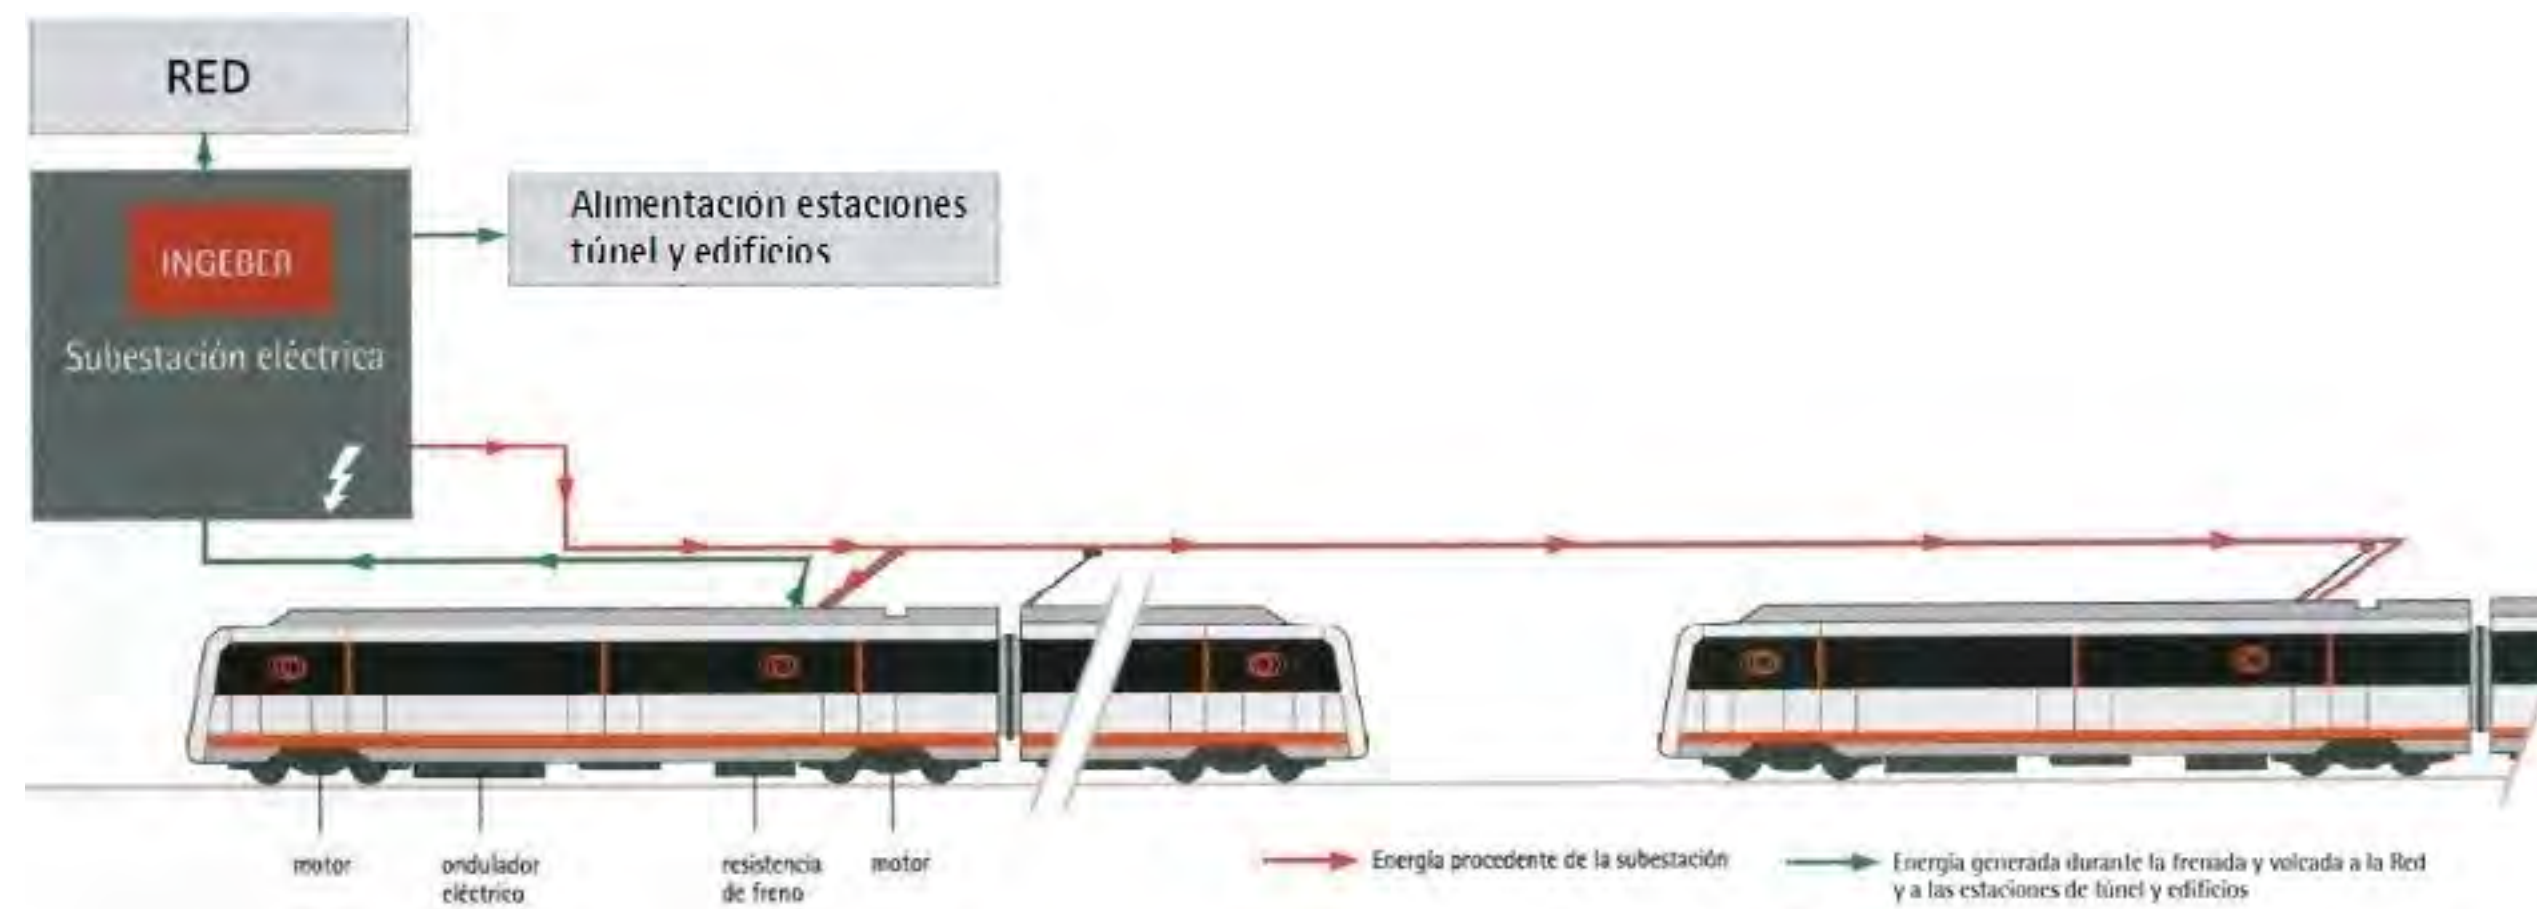 RED
Alimentación estaciones
túnel y edificios
INGEBER
Subestación eléctrica
motor
ondulador
eléctrico
resistencia
de freno
motor
Energía procedente de la subestación
Energía generada durante la frenada y volcada a la Red
y a las estaciones de túnel y edificios